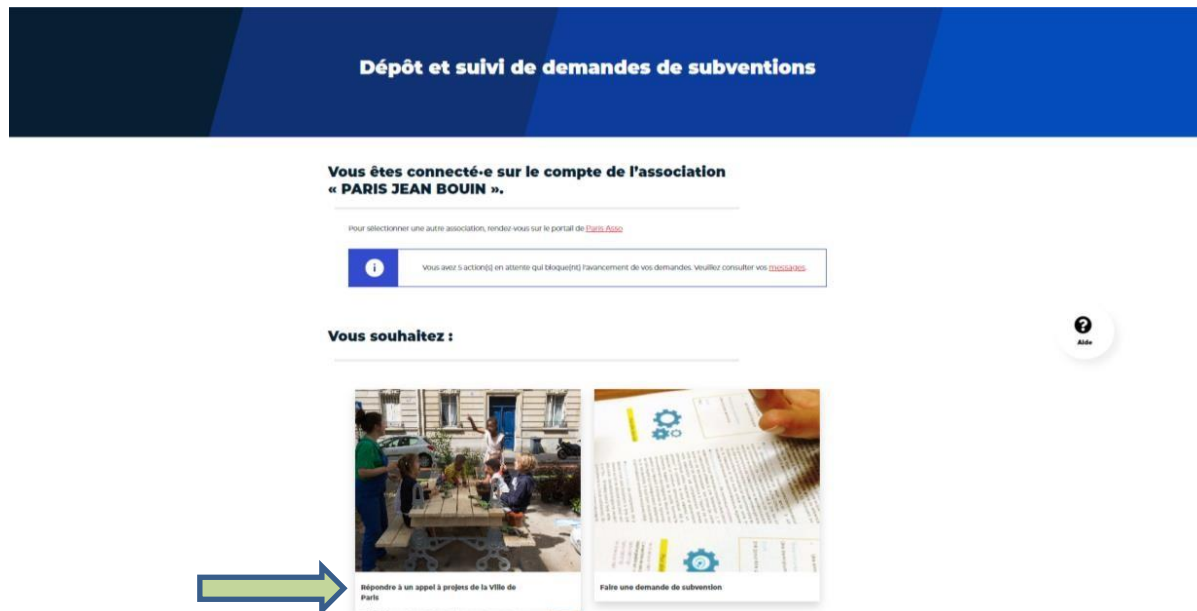 Dépôt et suivi de demandes de subventions
Vous êtes connecté·e sur le compte de l'association
« PARIS JEAN BOUIN ».
Pour sélectionner une autre association, rendez-vous sur le portail de Paris Asso
Vous avez 5 action(s) en attente qui bloque(nt) l'avancement de vos demandes. Veuillez consulter vos messages.
Vous souhaitez :
Aide
Répondre à un appel à projets de la Ville de
Paris
Faire une demande de subvention